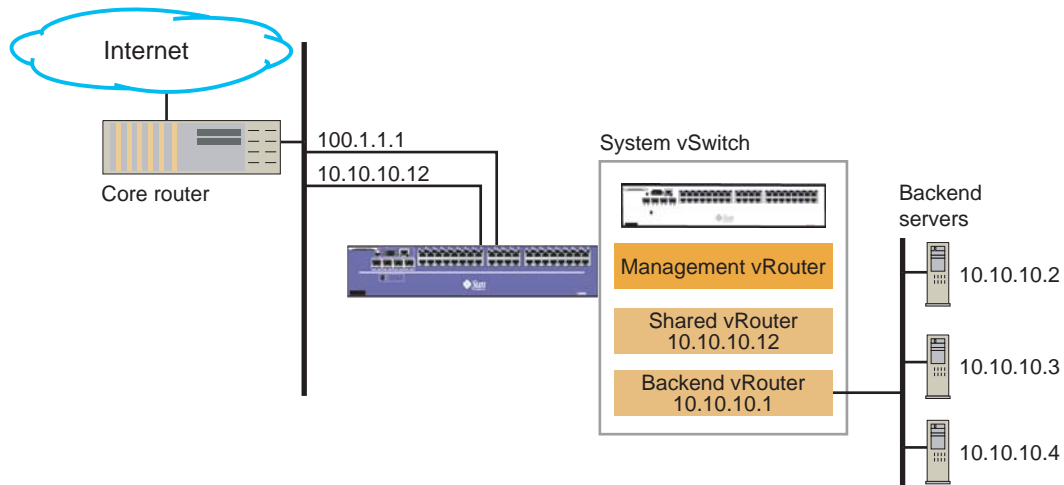 Internet
100.1.1.1
10.10.10.12
Core router
System vSwitch
Management vRouter
Shared vRouter
10.10.10.12
Backend vRouter
10.10.10.1
Backend
servers
10.10.10.2
10.10.10.3
10.10.10.4
Sun